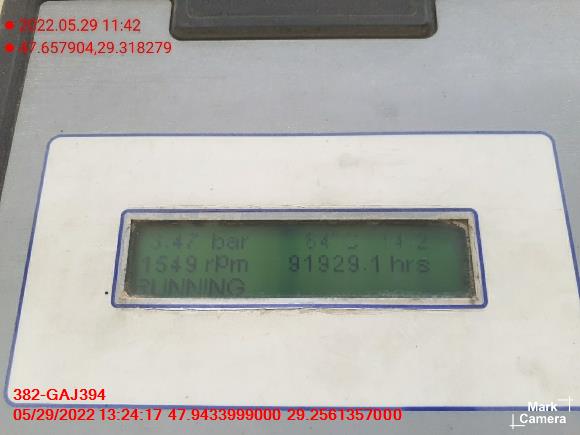 2022.05.29 11:42
47.657904,29.318279
3.47 bar
1549 rpm 91929.1 hrs
RUNNING
382-GAJ394
05/29/2022 13:24:17 47.9433999000 29.2561357000
Mark
Camera